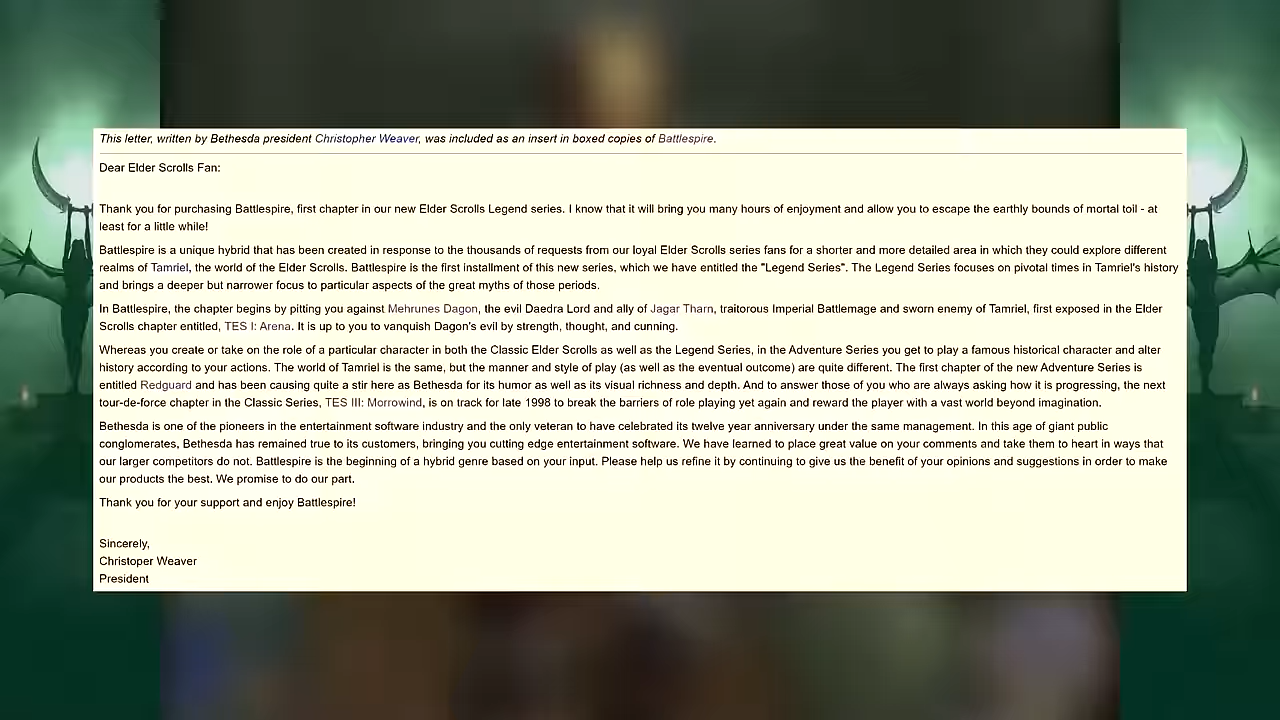 This letter, written by Bethesda president Christopher Weaver, was included as an insert in boxed copies of Battlespire.
Dear Elder Scrolls Fan:
Thank you for purchasing Battlespire, first chapter in our new Elder Scrolls Legend series. I know that it will bring you many hours of enjoyment and allow you to escape the earthly bounds of mortal toil - at
least for a little while!
Battlespire is a unique hybrid that has been created in response to the thousands of requests from our loyal Elder Scrolls series fans for a shorter and more detailed area in which they could explore different
realms of Tamriel, the world of the Elder Scrolls. Battlespire is the first installment of this new series, which we have entitled the "Legend Series". The Legend Series focuses on pivotal times in Tamriel's history
and brings a deeper but narrower focus to particular aspects of the great myths of those periods.
In Battlespire, the chapter begins by pitting you against Mehrunes Dagon, the evil Daedra Lord and ally of Jagar Tharn, traitorous Imperial Battlemage and sworn enemy of Tamriel, first exposed in the Elder
Scrolls chapter entitled, TES I: Arena. It is up to you to vanquish Dagon's evil by strength, thought, and cunning.
Whereas you create or take on the role of a particular character in both the Classic Elder Scrolls as well as the Legend Series, in the Adventure Series you get to play a famous historical character and alter
history according to your actions. The world of Tamriel is the same, but the manner and style of play (as well as the eventual outcome) are quite different. The first chapter of the new Adventure Series is
entitled Redguard and has been causing quite a stir here as Bethesda for its humor as well as its visual richness and depth. And to answer those of you who are always asking how it is progressing, the next
tour-de-force chapter in the Classic Series, TES III: Morrowind, is on track for late 1998 to break the barriers of role playing yet again and reward the player with a vast world beyond imagination.
Bethesda is one of the pioneers in the entertainment software industry and the only veteran to have celebrated its twelve year anniversary under the same management. In this age of giant public
conglomerates, Bethesda has remained true to its customers, bringing you cutting edge entertainment software. We have learned to place great value on your comments and take them to heart in ways that
our larger competitors do not. Battlespire is the beginning of a hybrid genre based on your input. Please help us refine it by continuing to give us the benefit of your opinions and suggestions in order to make
our products the best. We promise to do our part.
Thank you for your support and enjoy Battlespire!
Sincerely,
Christoper Weaver
President